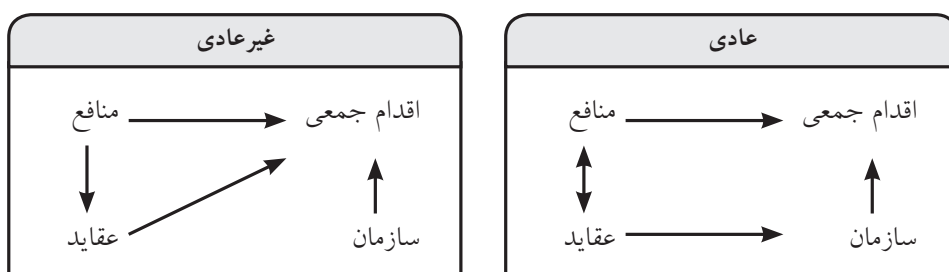 عادی
اقدام جمعی
منافع
سازمان
عقاید
غیرعادی
اقدام جمعی
منافع
سازمان
عقاید